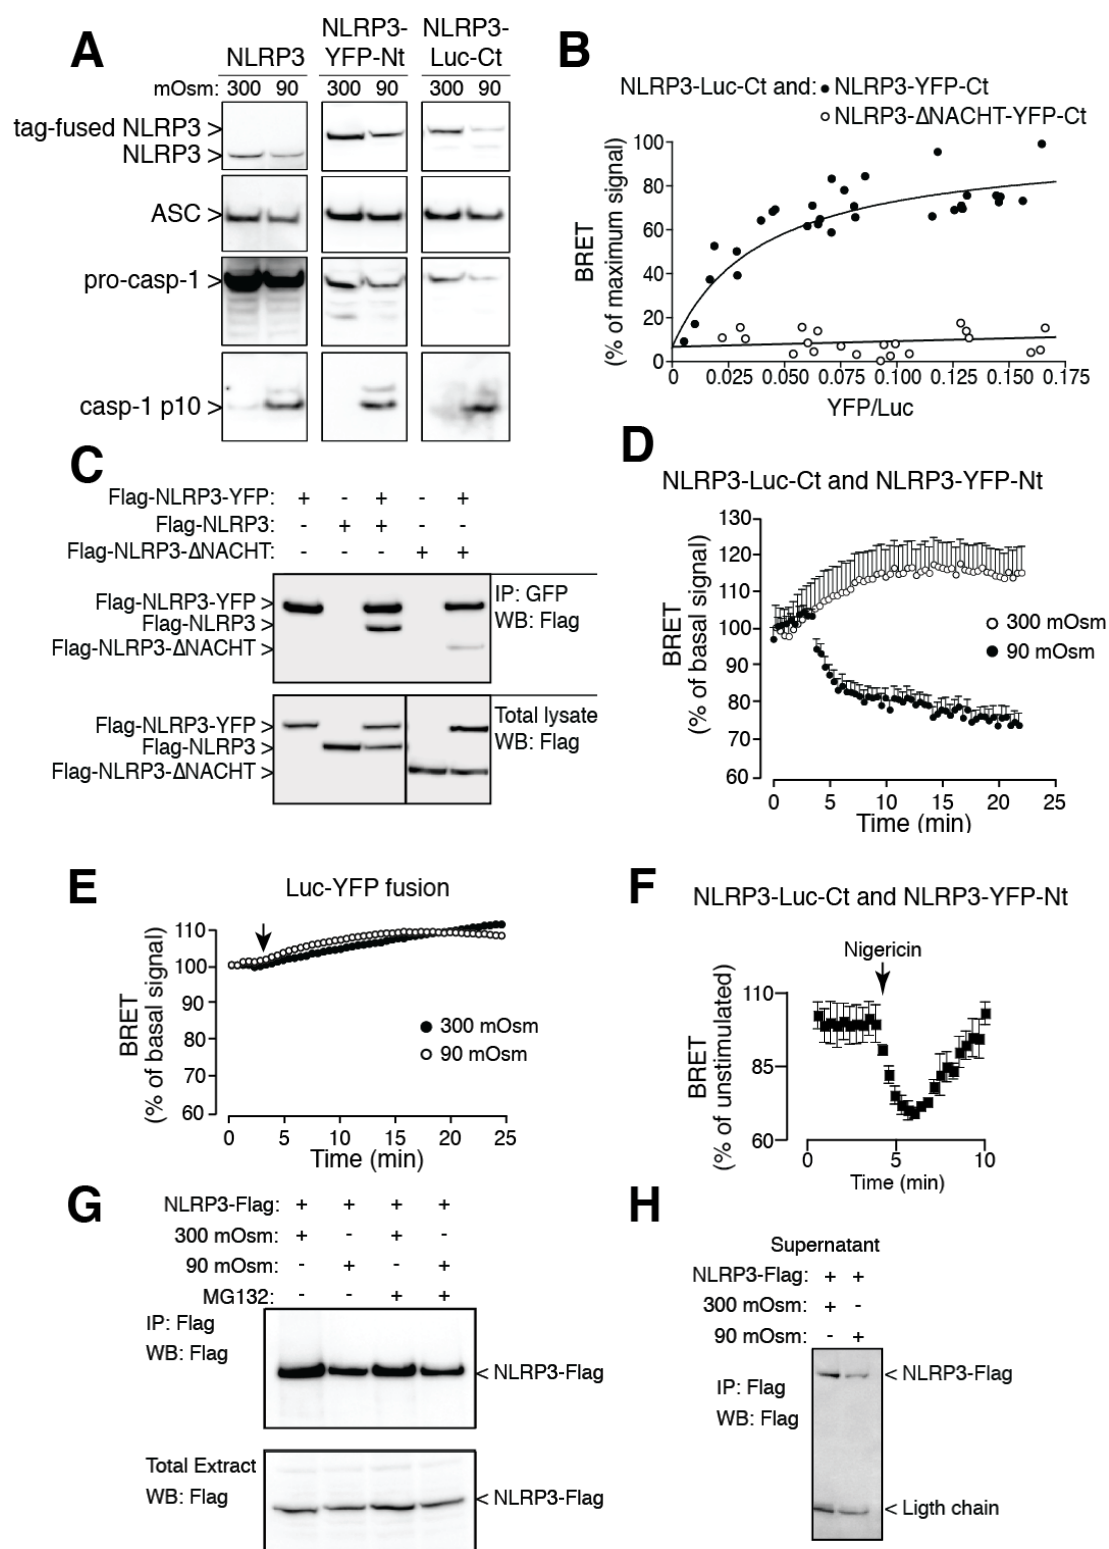 A
NLRP3
NLRP3-
YFP-Nt
NLRP3-
Luc-Ct
mOsm: 300 90 300 90 300 90
tag-fused NLRP3 >
NLRP3 >
ASC >
pro-casp-1 >
casp-1 p10 >
B
NLRP3-Luc-Ct and: ● NLRP3-YFP-Ct
○ NLRP3-ΔNACHT-YFP-Ct
BRET
(% of maximum signal)
100
80
60
40
20
0
0 0.025 0.050 0.075 0.100 0.125 0.150 0.175
YFP/Luc
C
Flag-NLRP3-YFP: + - + - +
Flag-NLRP3: - + + - -
Flag-NLRP3-ΔNACHT: - - - + +
Flag-NLRP3-YFP >
Flag-NLRP3 >
Flag-NLRP3-ΔNACHT >
IP: GFP
WB: Flag
Flag-NLRP3-YFP >
Flag-NLRP3 >
Flag-NLRP3-ΔNACHT >
Total lysate
WB: Flag
D
NLRP3-Luc-Ct and NLRP3-YFP-Nt
BRET
(% of basal signal)
130
120
110
100
90
80
70
60
○ 300 mOsm
● 90 mOsm
0 5 10 15 20 25
Time (min)
E
Luc-YFP fusion
BRET
(% of basal signal)
110
100
90
80
70
60
● 300 mOsm
○ 90 mOsm
0 5 10 15 20 25
Time (min)
F
NLRP3-Luc-Ct and NLRP3-YFP-Nt
Nigericin
BRET
(% of unstimulated)
110
85
60
0 5 10
Time (min)
G
NLRP3-Flag: + + + +
300 mOsm: + - + -
90 mOsm: - + - +
MG132: - - + +
IP: Flag
WB: Flag
< NLRP3-Flag
Total Extract
WB: Flag
< NLRP3-Flag
H
Supernatant
NLRP3-Flag: + +
300 mOsm: + -
90 mOsm: - +
IP: Flag
WB: Flag
< NLRP3-Flag
< Ligth chain